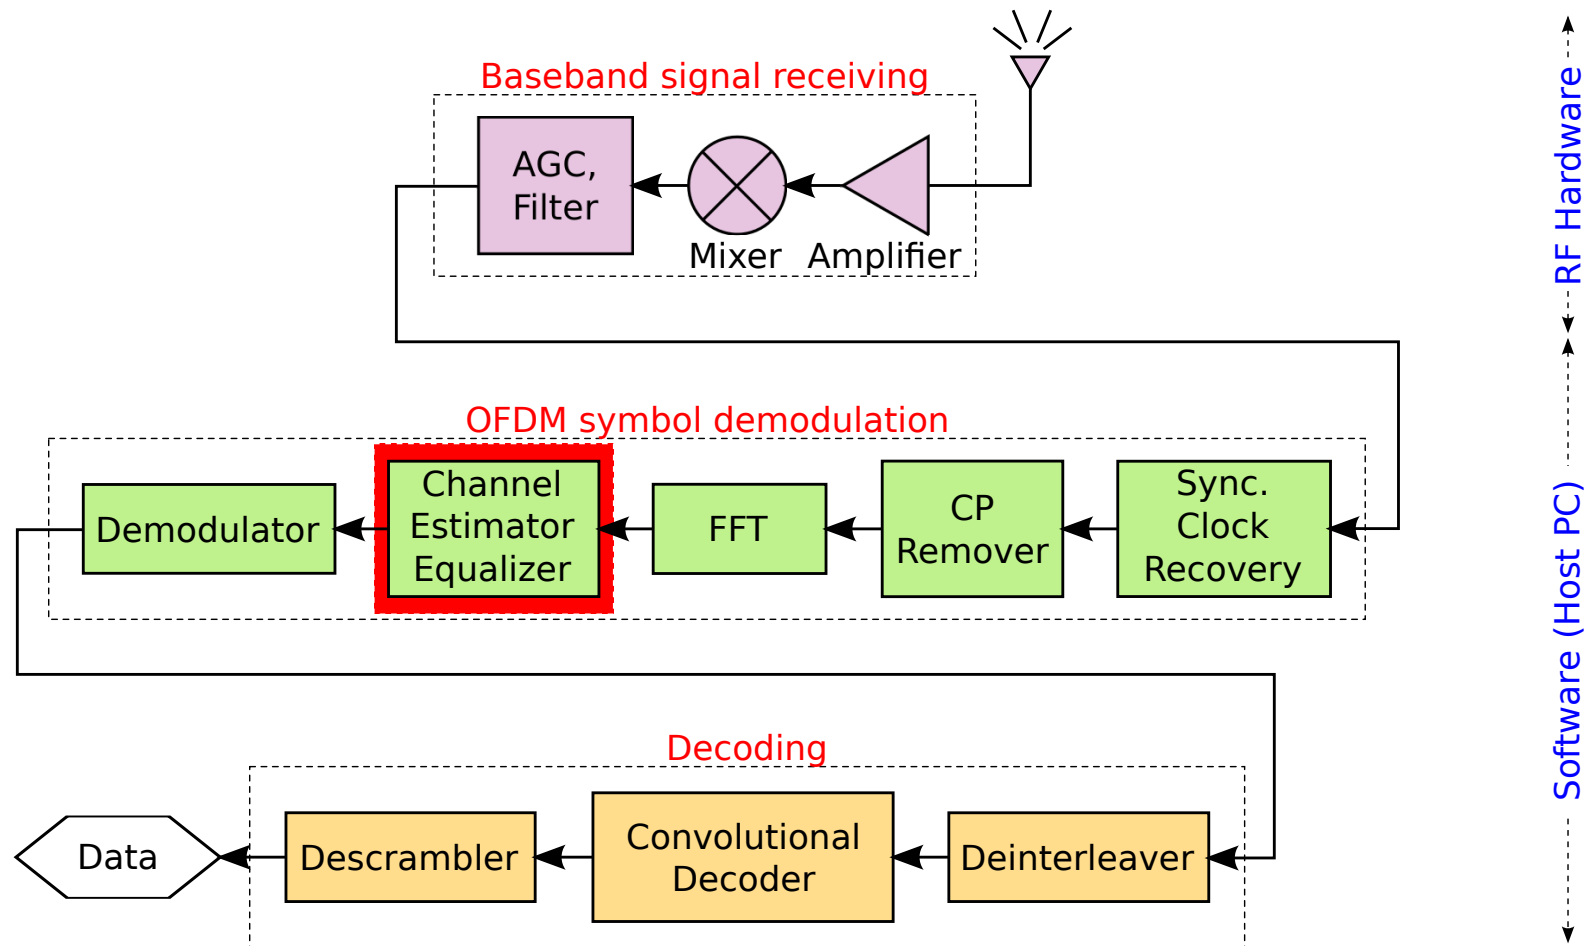 Baseband signal receiving
AGC,
Filter
Mixer
Amplifier
RF Hardware
OFDM symbol demodulation
Demodulator
Channel
Estimator
Equalizer
FFT
CP
Remover
Sync.
Clock
Recovery
Software (Host PC)
Decoding
Data
Descrambler
Convolutional
Decoder
Deinterleaver